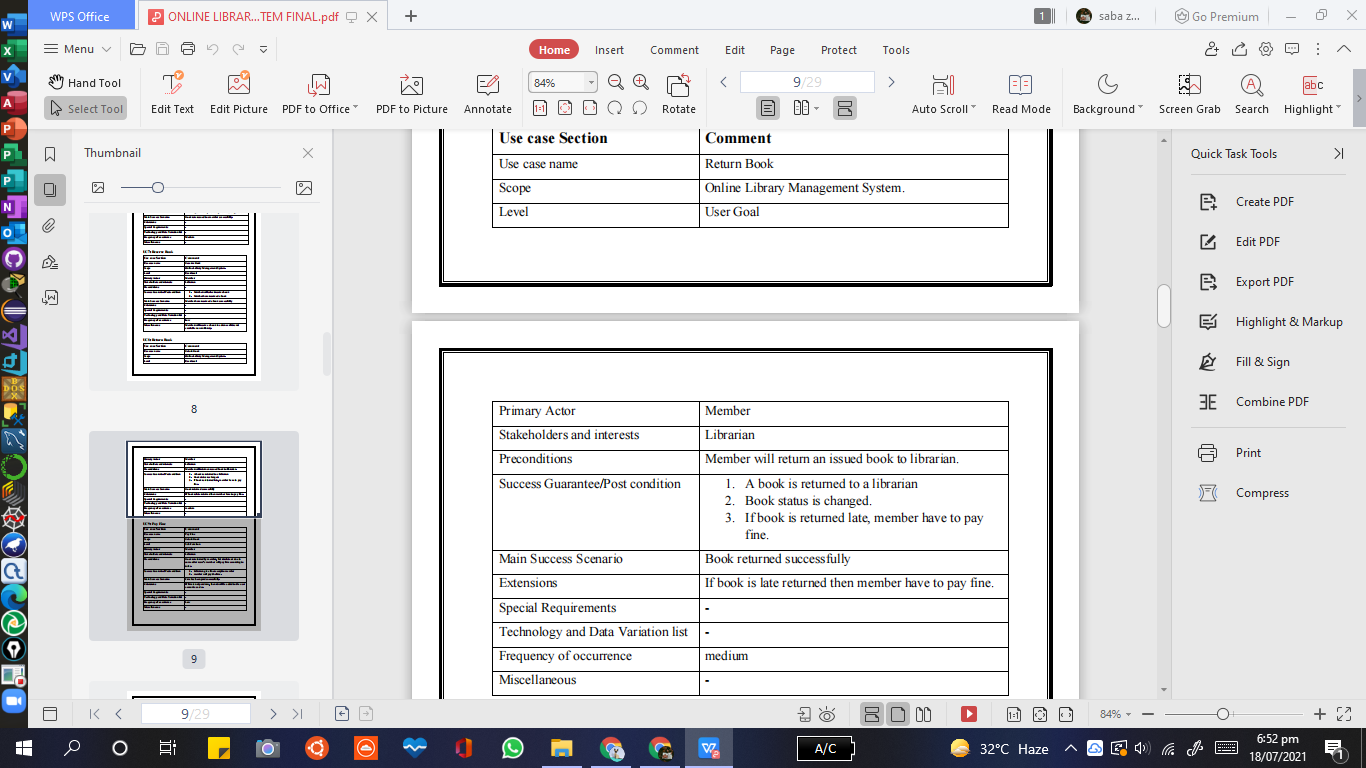 WPS Office
ONLINE LIBRAR...TEM FINAL.pdf
1
saba z...
Go Premium
Menu
Home
Insert
Comment
Edit
Page
Protect
Tools
Hand Tool
Select Tool
Edit Text
Edit Picture
PDF to Office
PDF to Picture
Annotate
84%
Rotate
9/29
Auto Scroll
Read Mode
Background
Screen Grab
Search
Highlight
Thumbnail
8
9
Use case Section Comment
Use case name Return Book
Scope Online Library Management System.
Level User Goal
Primary Actor Member
Stakeholders and interests Librarian
Preconditions Member will return an issued book to librarian.
Success Guarantee/Post condition 1. A book is returned to a librarian
2. Book status is changed.
3. If book is returned late, member have to pay
fine.
Main Success Scenario Book returned successfully
Extensions If book is late returned then member have to pay fine.
Special Requirements -
Technology and Data Variation list -
Frequency of occurrence medium
Miscellaneous -
Quick Task Tools
Create PDF
Edit PDF
Export PDF
Highlight & Markup
Fill & Sign
Combine PDF
Print
Compress
9/29
84%
A/C
32°C Haze
6:52 pm
18/07/2021
1